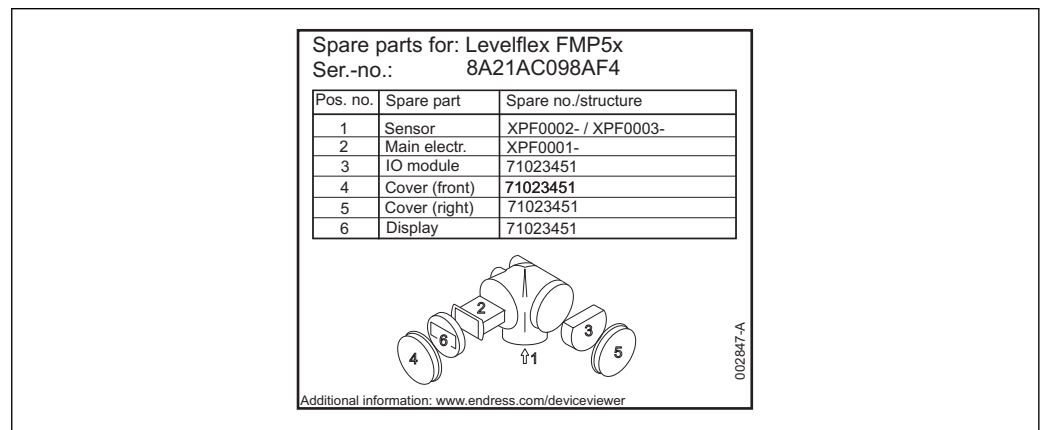 Spare parts for: Levelflex FMP5x
Ser.-no.: 8A21AC098AF4
Pos. no. Spare part Spare no./structure
1 Sensor XPF0002- / XPF0003-
2 Main electr. XPF0001-
3 IO module 71023451
4 Cover (front) 71023451
5 Cover (right) 71023451
6 Display 71023451
2
3
6
4
5
1
002847-A
Additional information: www.endress.com/deviceviewer